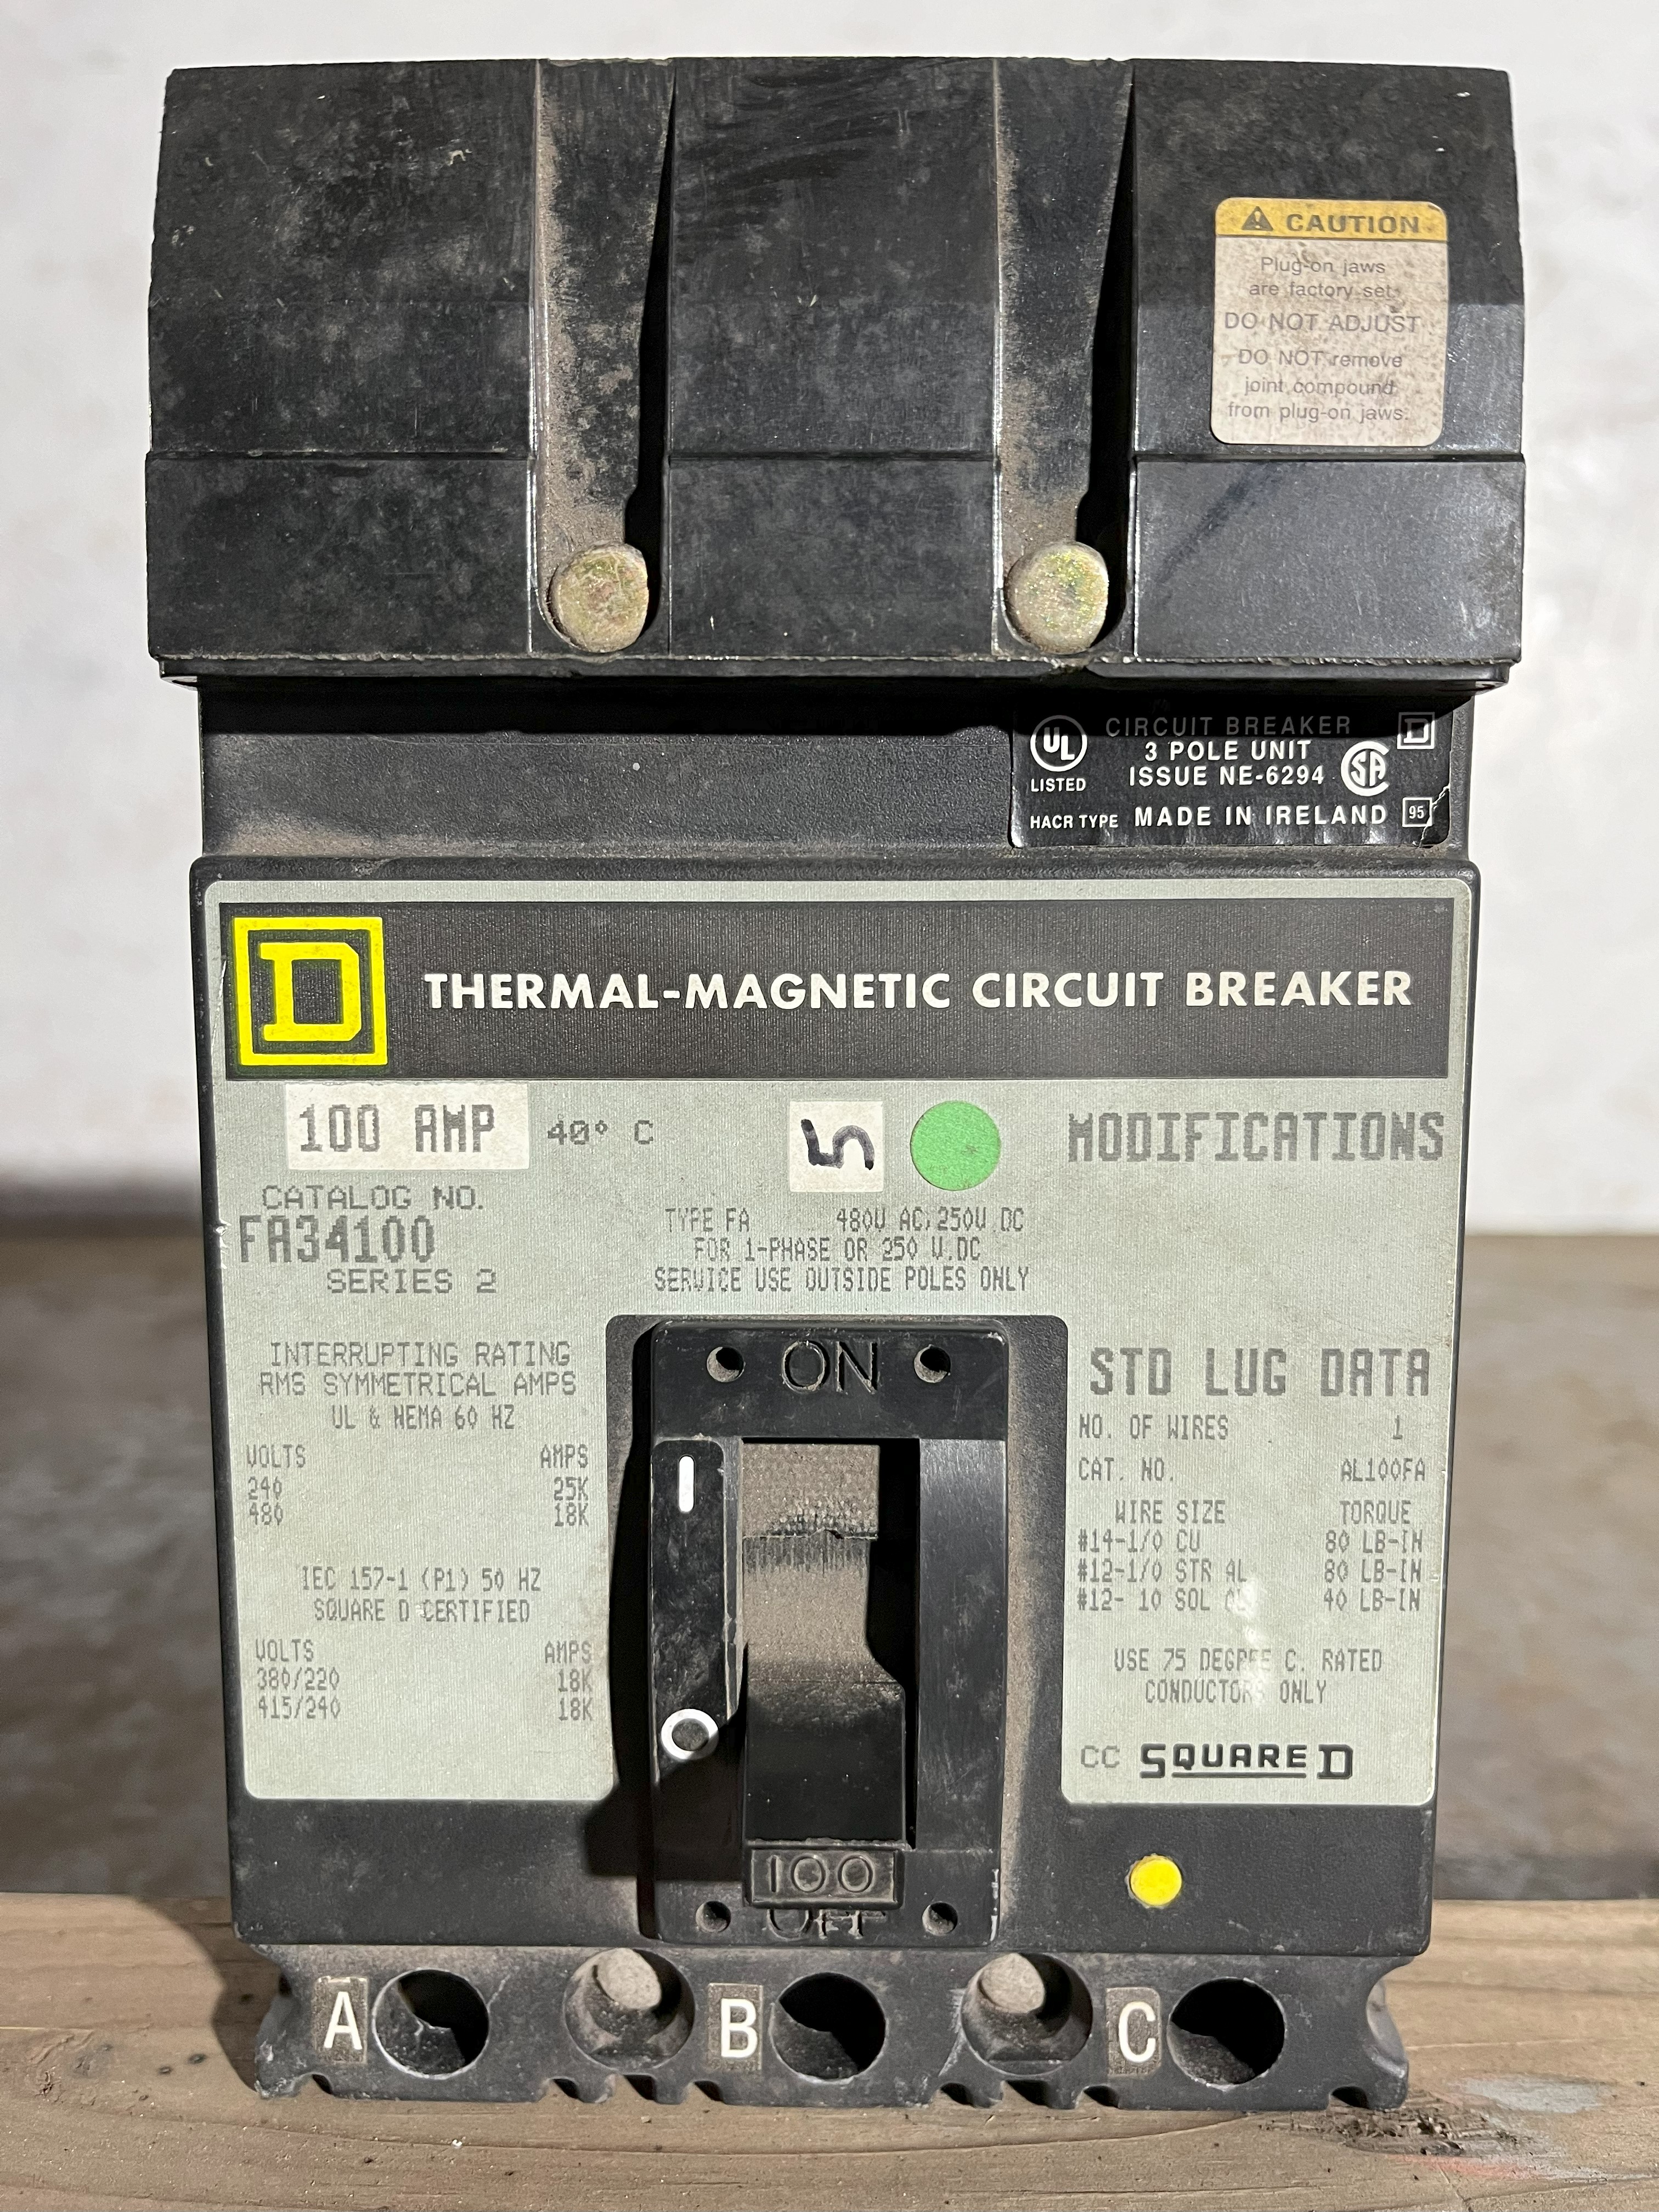 CAUTION
Plug-on jaws
are factory set.
DO NOT ADJUST
DO NOT remove
joint compound
from plug-on jaws.
UL
LISTED
CIRCUIT BREAKER
D
3 POLE UNIT
ISSUE NE-6294
SA
HACR TYPE
MADE IN IRELAND
95
D
THERMAL-MAGNETIC CIRCUIT BREAKER
100 AMP
40° C
5
MODIFICATIONS
CATALOG NO.
FA34100
SERIES 2
TYPE FA 480V AC, 250V DC
FOR 1-PHASE OR 250 V.DC
SERVICE USE OUTSIDE POLES ONLY
INTERRUPTING RATING
RMS SYMMETRICAL AMPS
UL & NEMA 60 HZ
VOLTS AMPS
240 25K
480 18K
IEC 157-1 (P1) 50 HZ
SQUARE D CERTIFIED
VOLTS AMPS
380/220 18K
415/240 18K
ON
I
O
100
OFF
STD LUG DATA
NO. OF WIRES 1
CAT. NO. AL100FA
WIRE SIZE TORQUE
#14-1/0 CU 80 LB-IN
#12-1/0 STR AL 80 LB-IN
#12- 10 SOL AL 40 LB-IN
USE 75 DEGREE C. RATED
CONDUCTORS ONLY
CC SQUARE D
A
B
C